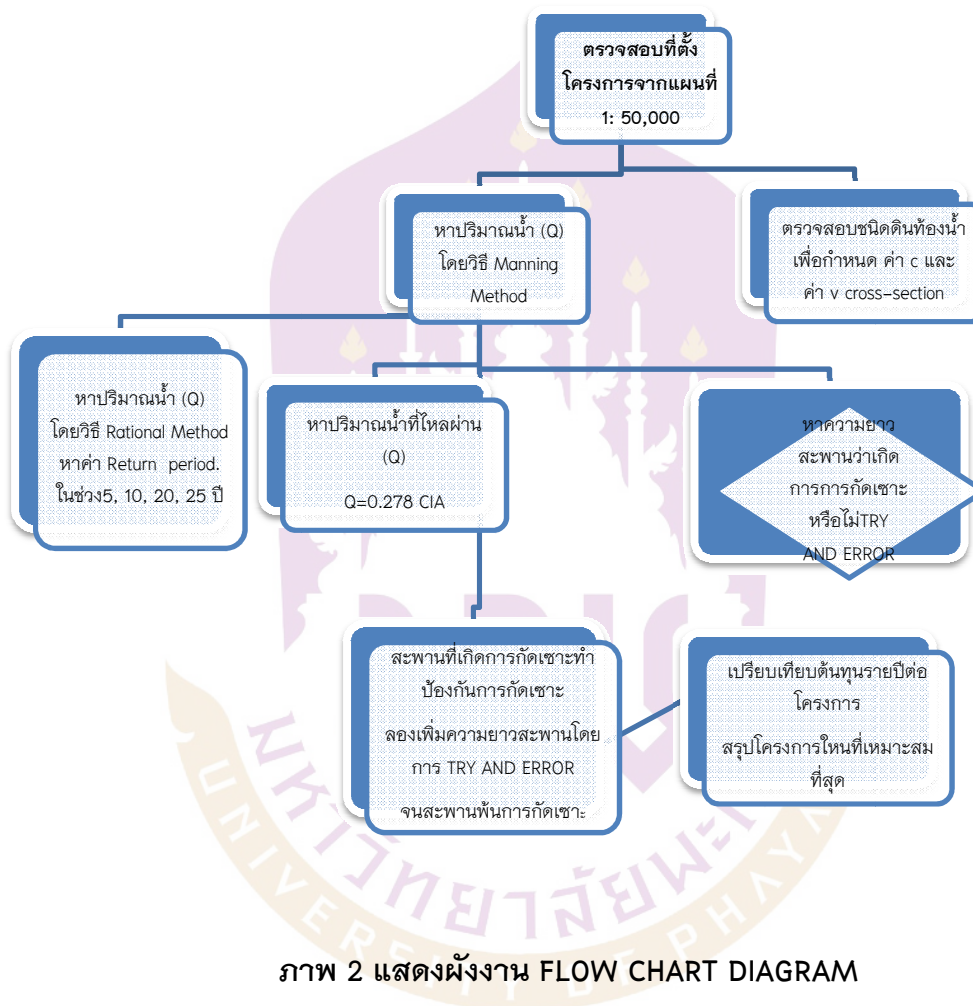 ตรวจสอบที่ตั้ง
โครงการจากแผนที่
1: 50,000
หาปริมาณน้ำ (Q)
โดยวิธี Manning
Method
ตรวจสอบชนิดดินท้องน้ำ
เพื่อกำหนด ค่า c และ
ค่า v cross-section
หาปริมาณน้ำ (Q)
โดยวิธี Rational Method
หาค่า Return period.
ในช่วง5, 10, 20, 25 ปี
หาปริมาณน้ำที่ไหลผ่าน
(Q)
Q=0.278 CIA
หาความยาว
สะพานว่าเกิด
การการกัดเซาะ
หรือไม่TRY
AND ERROR
สะพานที่เกิดการกัดเซาะทำ
ป้องกันการกัดเซาะ
ลองเพิ่มความยาวสะพานโดย
การ TRY AND ERROR
จนสะพานพ้นการกัดเซาะ
เปรียบเทียบต้นทุนรายปีต่อ
โครงการ
สรุปโครงการใหนที่เหมาะสม
ที่สุด
มหาวิทยาลัยพะ
UNIVERSITY OF PHAY
ภาพ 2 แสดงผังงาน FLOW CHART DIAGRAM